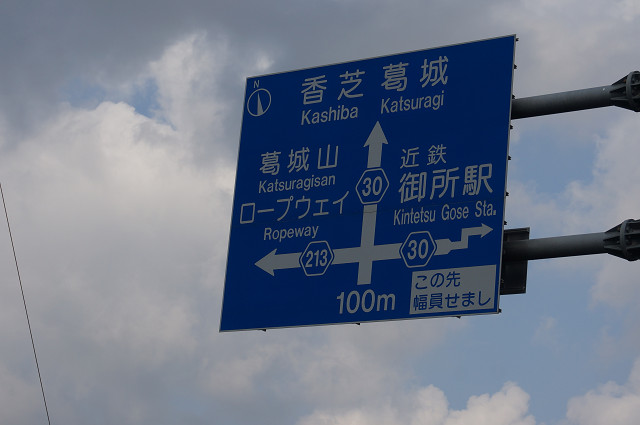 N
香芝 葛城
Kashiba Katsuragi
葛城山
Katsuragisan
ロープウェイ
Ropeway
30
近鉄
御所駅
Kintetsu Gose Sta.
213
30
100m
この先
幅員せまし